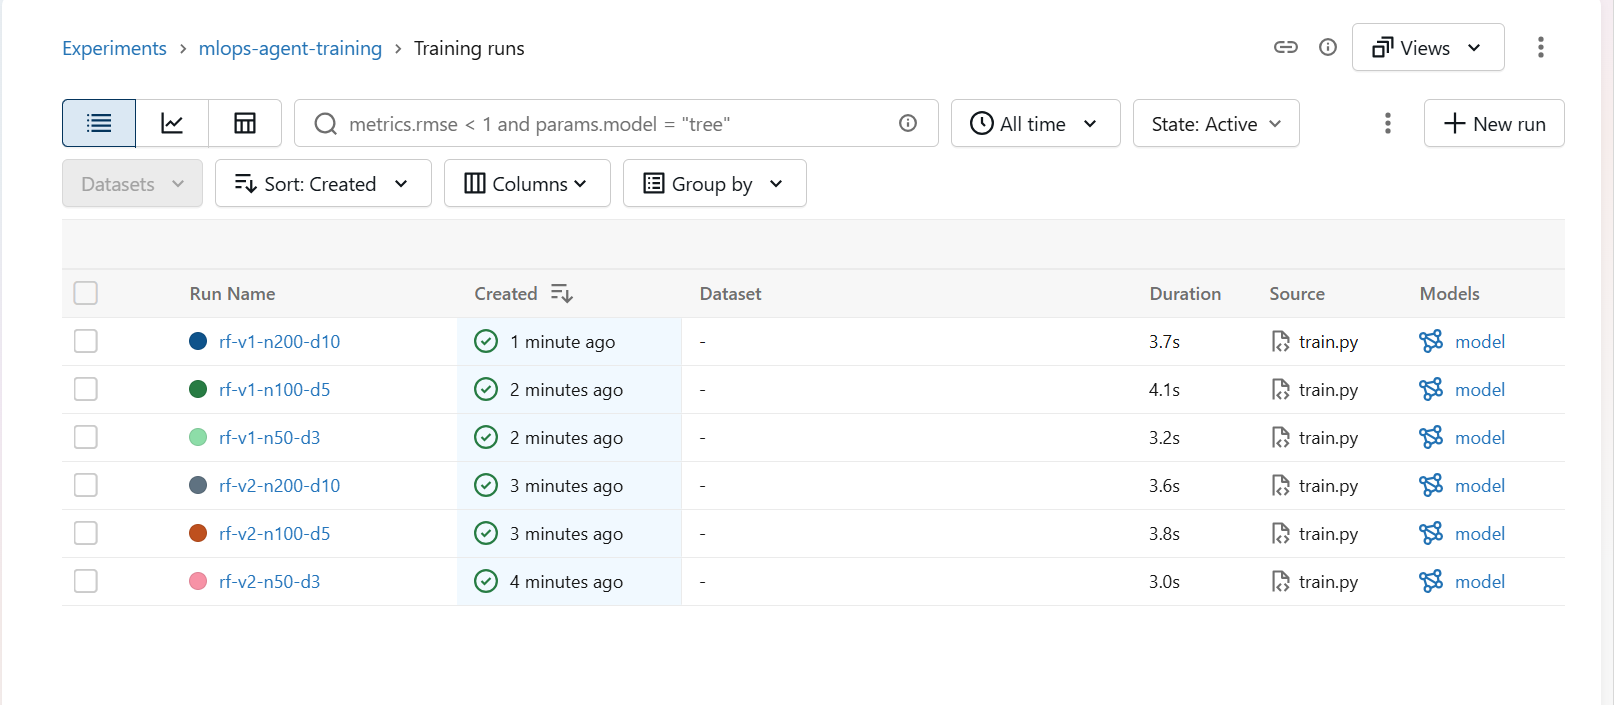 Experiments > mlops-agent-training > Training runs
Views
metrics.rmse < 1 and params.model = "tree"
All time
State: Active
New run
Datasets
Sort: Created
Columns
Group by
Run Name Created Dataset Duration Source Models
rf-v1-n200-d10 1 minute ago - 3.7s train.py model
rf-v1-n100-d5 2 minutes ago - 4.1s train.py model
rf-v1-n50-d3 2 minutes ago - 3.2s train.py model
rf-v2-n200-d10 3 minutes ago - 3.6s train.py model
rf-v2-n100-d5 3 minutes ago - 3.8s train.py model
rf-v2-n50-d3 4 minutes ago - 3.0s train.py model